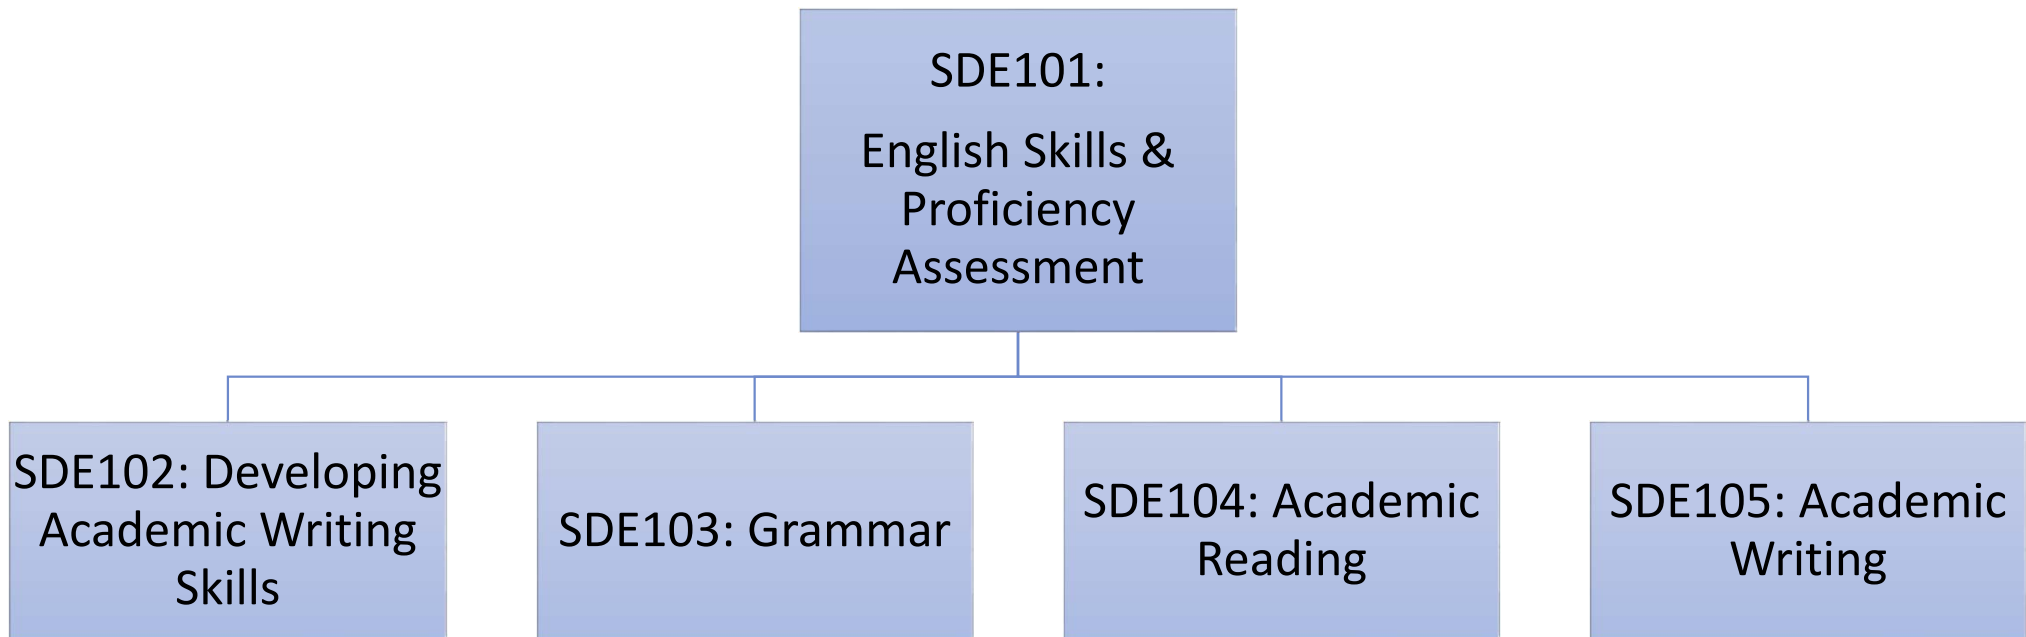 SDE101:
English Skills &
Proficiency
Assessment
SDE102: Developing
Academic Writing
Skills
SDE103: Grammar
SDE104: Academic
Reading
SDE105: Academic
Writing